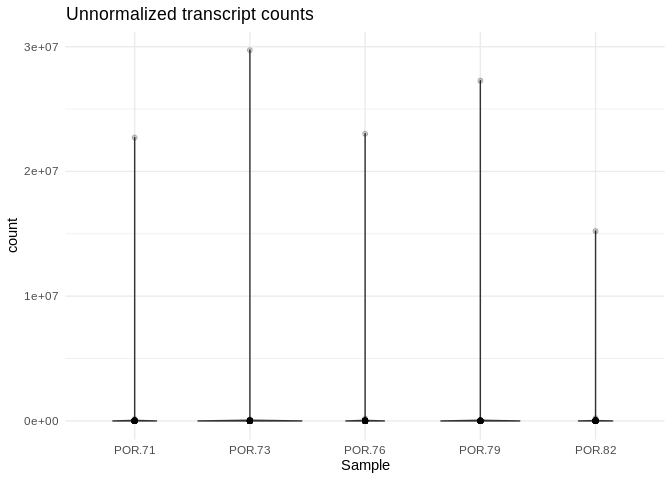 Unnormalized transcript counts
3e+07
2e+07
1e+07
0e+00
count
POR.71 POR.73 POR.76 POR.79 POR.82
Sample